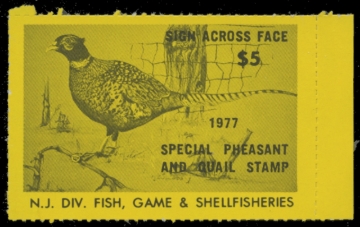 SIGN ACROSS FACE
$5
1977
SPECIAL PHEASANT
AND QUAIL STAMP
N.J. DIV. FISH, GAME & SHELLFISHERIES